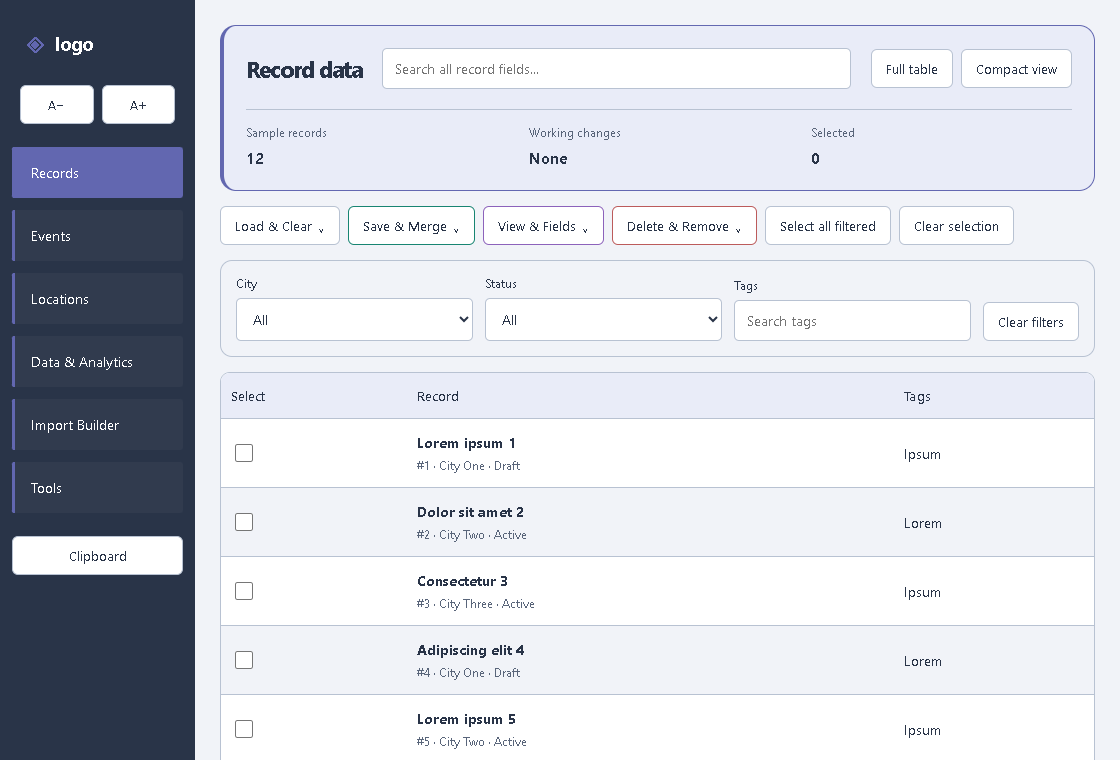 logo
A− A+
Records
Events
Locations
Data & Analytics
Import Builder
Tools
Clipboard
Record data
Search all record fields...
Full table
Compact view
Sample records
12
Working changes
None
Selected
0
Load & Clear
Save & Merge
View & Fields
Delete & Remove
Select all filtered
Clear selection
City
All
Status
All
Tags
Search tags
Clear filters
Select Record Tags
Lorem ipsum 1
#1 · City One · Draft
Ipsum
Dolor sit amet 2
#2 · City Two · Active
Lorem
Consectetur 3
#3 · City Three · Active
Ipsum
Adipiscing elit 4
#4 · City One · Draft
Lorem
Lorem ipsum 5
#5 · City Two · Active
Ipsum